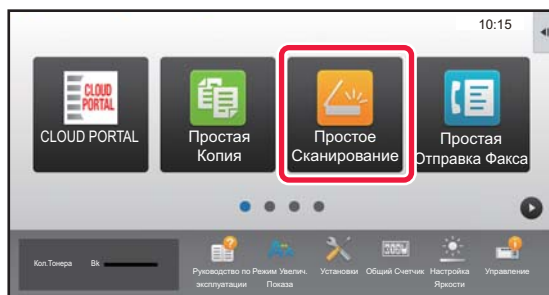 10:15
CLOUD
PORTAL
CLOUD PORTAL
Простая
Копия
Простое
Сканирование
Простая
Отправка Факса
Кол.Тонера Bk
Руководство по
эксплуатации
Режим Увелич.
Показа
Установки
Общий Счетчик
Настройка
Яркости
Управление